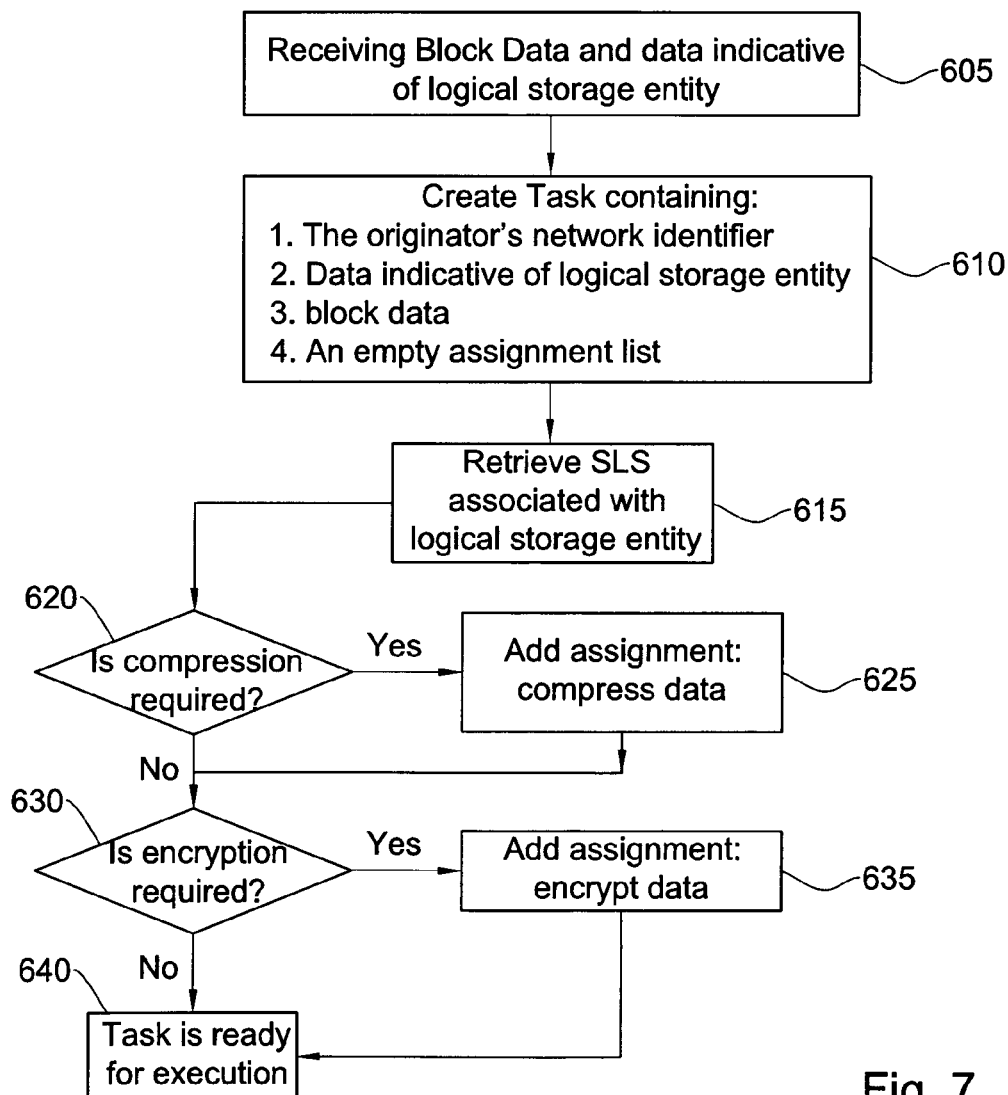 Receiving Block Data and data indicative
of logical storage entity
605
Create Task containing:
1. The originator's network identifier
2. Data indicative of logical storage entity
3. block data
4. An empty assignment list
610
Retrieve SLS
associated with
logical storage entity
615
620
Is compression
required?
Yes
Add assignment:
compress data
625
No
630
Is encryption
required?
Yes
Add assignment:
encrypt data
635
No
640
Task is ready
for execution
Fig. 7